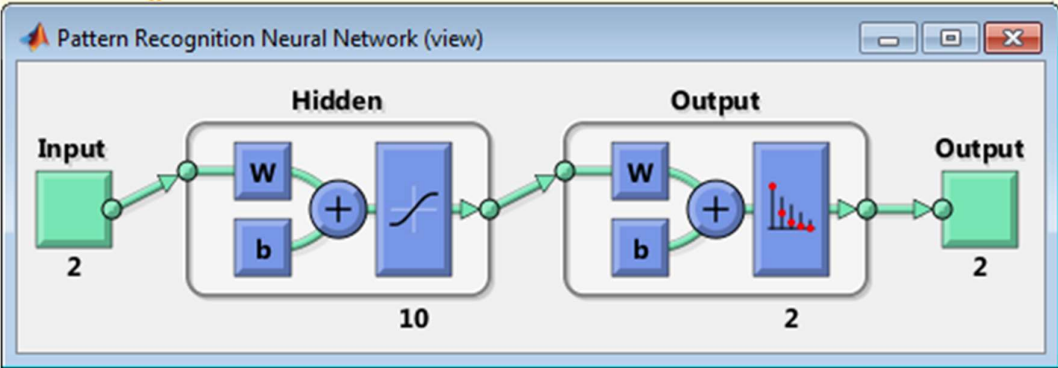 Pattern Recognition Neural Network (view)
Hidden
Output
Input
Output
W
W
b
b
2
2
10
2